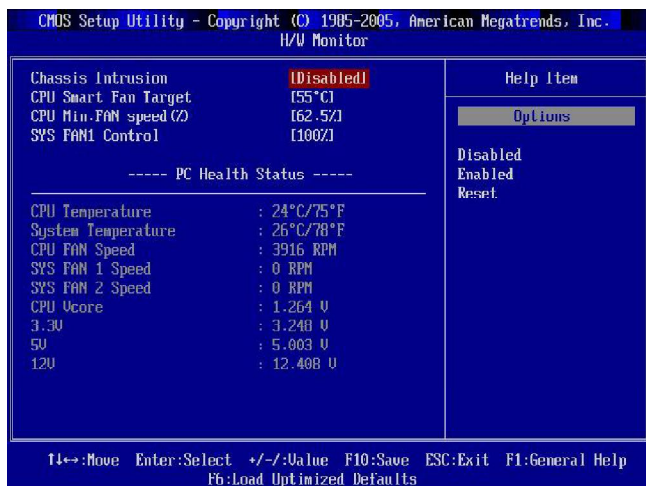 CMOS Setup Utility - Copyright (C) 1985-2005, American Megatrends, Inc.
H/W Monitor
Chassis Intrusion [Disabled]
CPU Smart Fan Target [55°C]
CPU Min.FAN speed(%) [62.5%]
SYS FAN1 Control [100%]
----- PC Health Status -----
CPU Temperature : 24°C/75°F
System Temperature : 26°C/78°F
CPU FAN Speed : 3916 RPM
SYS FAN 1 Speed : 0 RPM
SYS FAN 2 Speed : 0 RPM
CPU Vcore : 1.264 V
3.3V : 3.248 V
5V : 5.003 V
12V : 12.408 V
Help Item
Options
Disabled
Enabled
Reset
↑↓↔:Move Enter:Select +/-/:Value F10:Save ESC:Exit F1:General Help
F6:Load Optimized Defaults